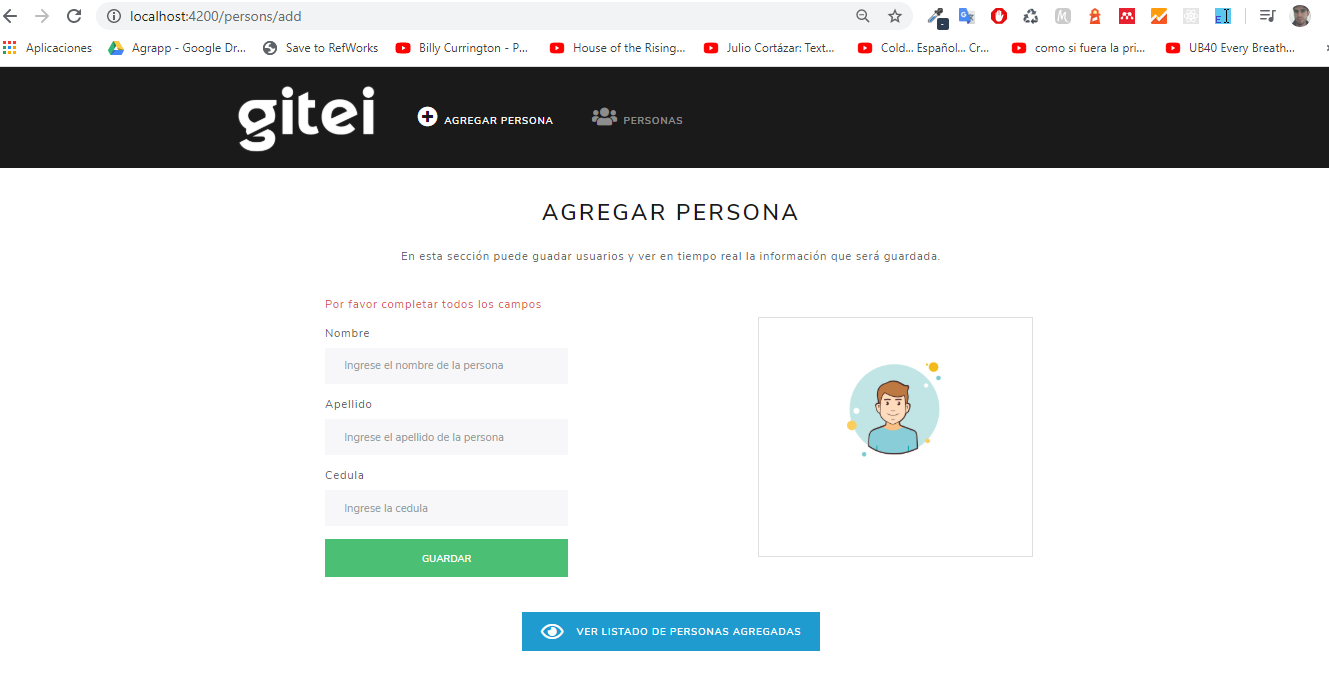 localhost:4200/persons/add
Aplicaciones Agrapp - Google Dr... Save to RefWorks Billy Currington - P... House of the Rising... Julio Cortázar: Text... Cold... Español... Cr... como si fuera la pri... UB40 Every Breath...
gitei AGREGAR PERSONA PERSONAS
AGREGAR PERSONA
En esta sección puede guadar usuarios y ver en tiempo real la información que será guardada.
Por favor completar todos los campos
Nombre
Ingrese el nombre de la persona
Apellido
Ingrese el apellido de la persona
Cedula
Ingrese la cedula
GUARDAR
VER LISTADO DE PERSONAS AGREGADAS